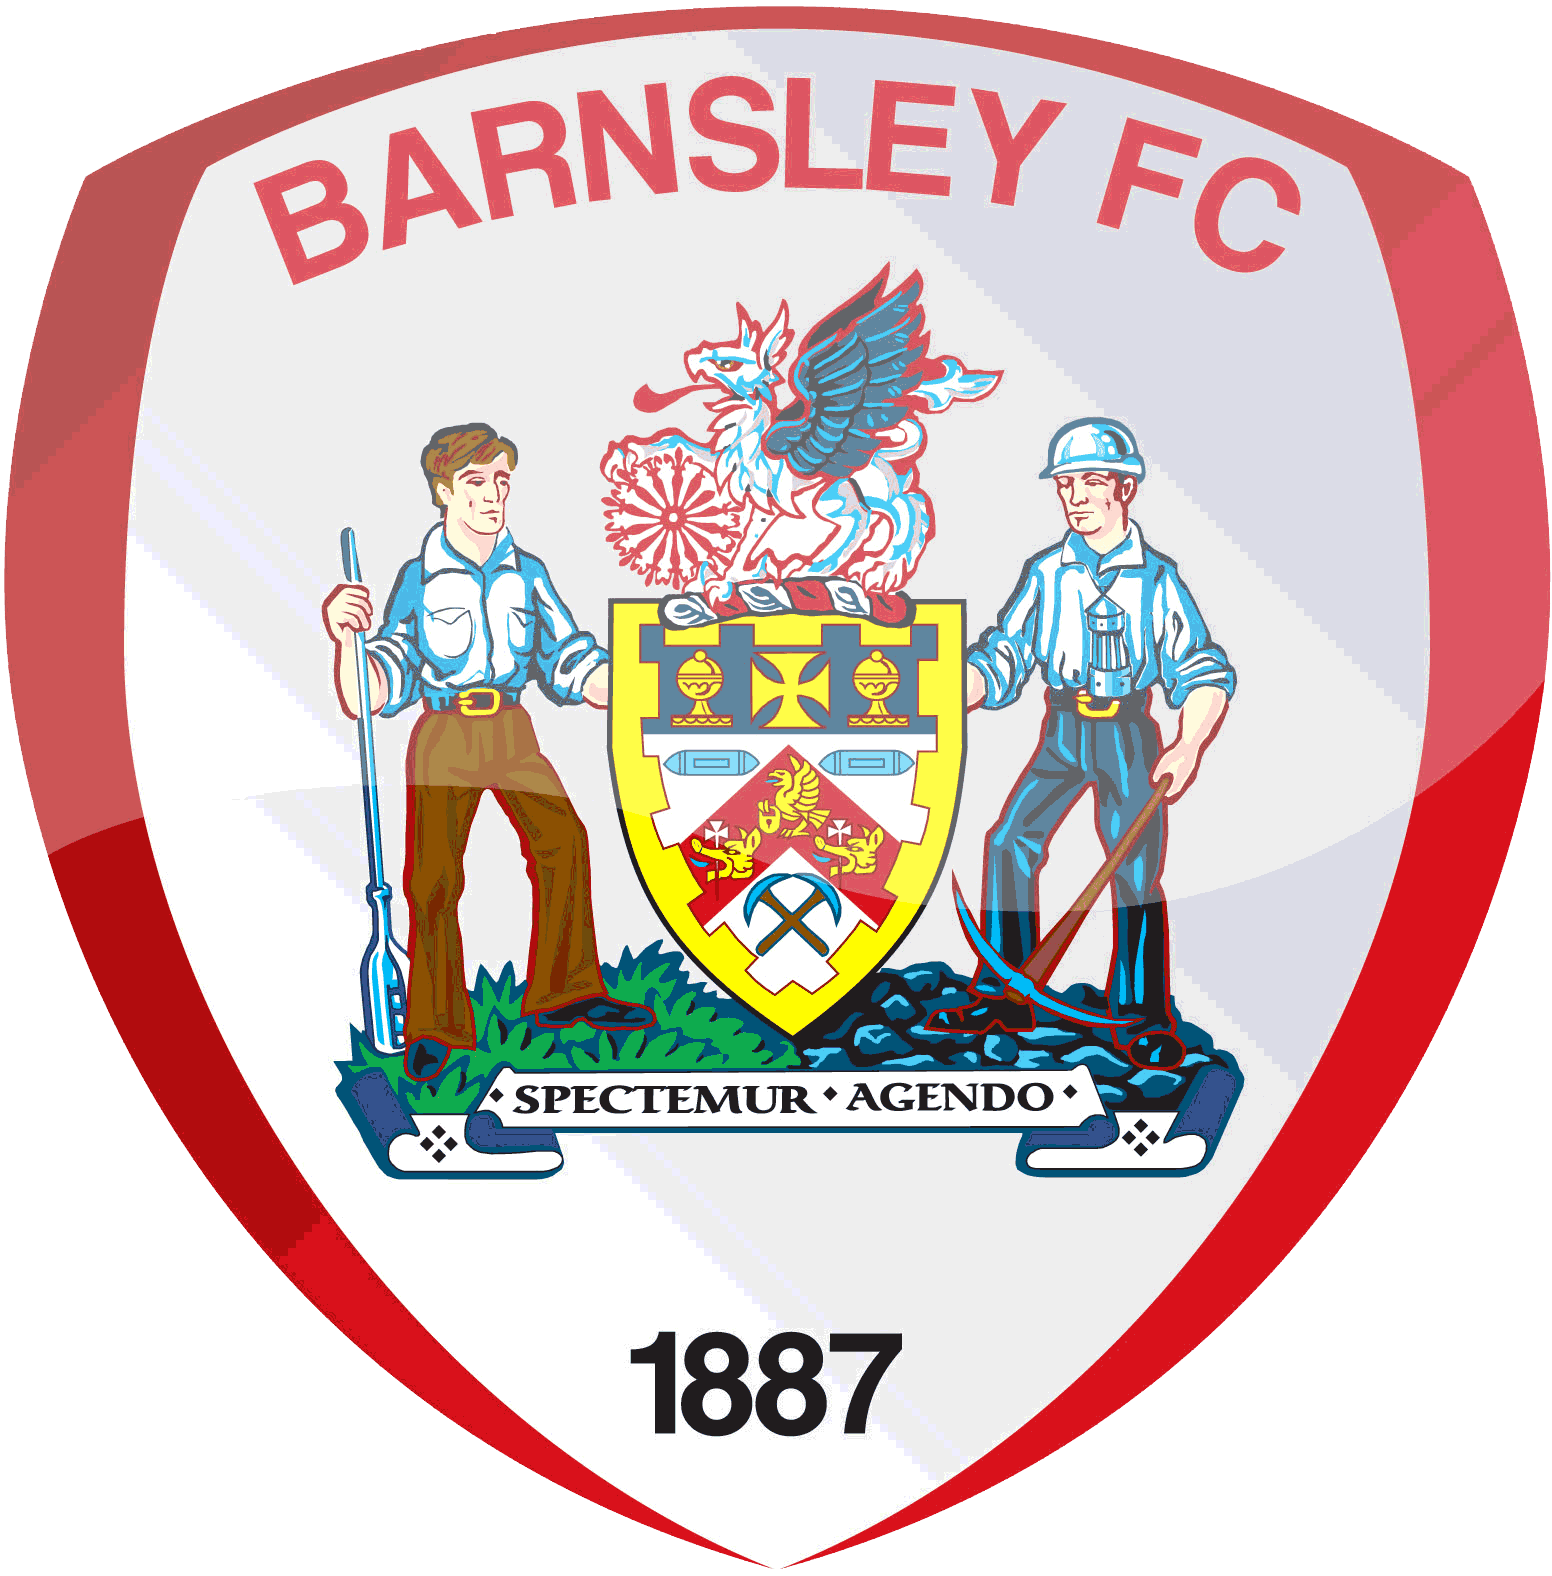 BARNSLEY FC
SPECTEMUR · AGENDO
1887